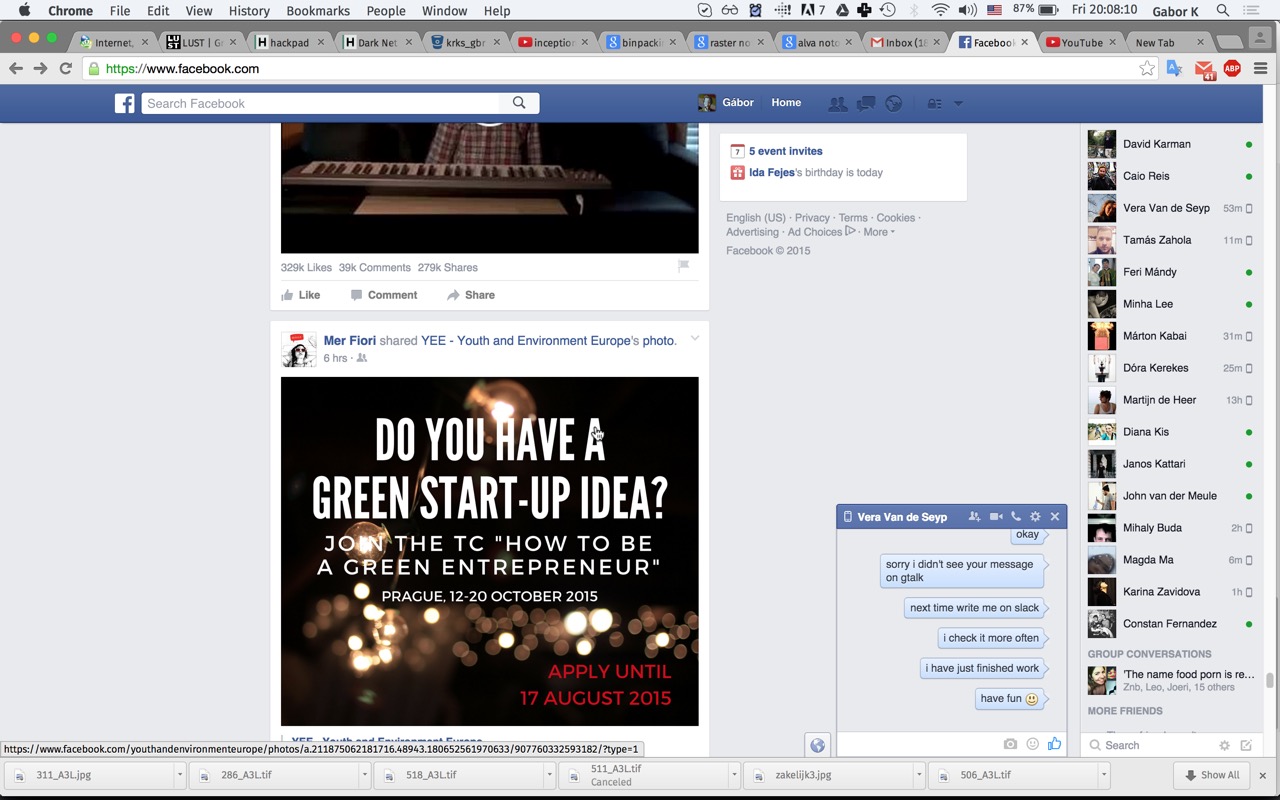 Chrome File Edit View History Bookmarks People Window Help 7 87% Fri 20:08:10 Gabor K
Internet, LUST | G hackpad Dark Net krks_gbr inception binpacki raster no alva noto Inbox (18 Facebook YouTube New Tab
https://www.facebook.com 41 ABP
Search Facebook Gábor Home
329k Likes 39k Comments 279k Shares
Like Comment Share
Mer Fiori shared YEE - Youth and Environment Europe's photo.
6 hrs ·
DO YOU HAVE A
GREEN START-UP IDEA?
JOIN THE TC "HOW TO BE
A GREEN ENTREPRENEUR"
PRAGUE, 12-20 OCTOBER 2015
APPLY UNTIL
17 AUGUST 2015
YEE - Youth and Environment Europe
7 5 event invites
Ida Fejes's birthday is today
English (US) · Privacy · Terms · Cookies ·
Advertising · Ad Choices · More
Facebook © 2015
David Karman
Caio Reis
Vera Van de Seyp 53m
Tamás Zahola 11m
Feri Mándy
Minha Lee
Márton Kabai 31m
Dóra Kerekes 25m
Martijn de Heer 13h
Diana Kis
Janos Kattari
John van der Meule
Mihaly Buda 2h
Magda Ma 6m
Karina Zavidova 1h
Constan Fernandez
GROUP CONVERSATIONS
'The name food porn is re...
Znb, Leo, Joeri, 15 others
MORE FRIENDS
Search
Vera Van de Seyp
okay
sorry i didn't see your message
on gtalk
next time write me on slack
i check it more often
i have just finished work
have fun
https://www.facebook.com/youthandenvironmenteurope/photos/a.211875062181716.48943.180652561970633/907760332593182/?type=1
311_A3L.jpg 286_A3L.tif 518_A3L.tif 511_A3L.tif zakelijk3.jpg 506_A3L.tif Show All
Canceled